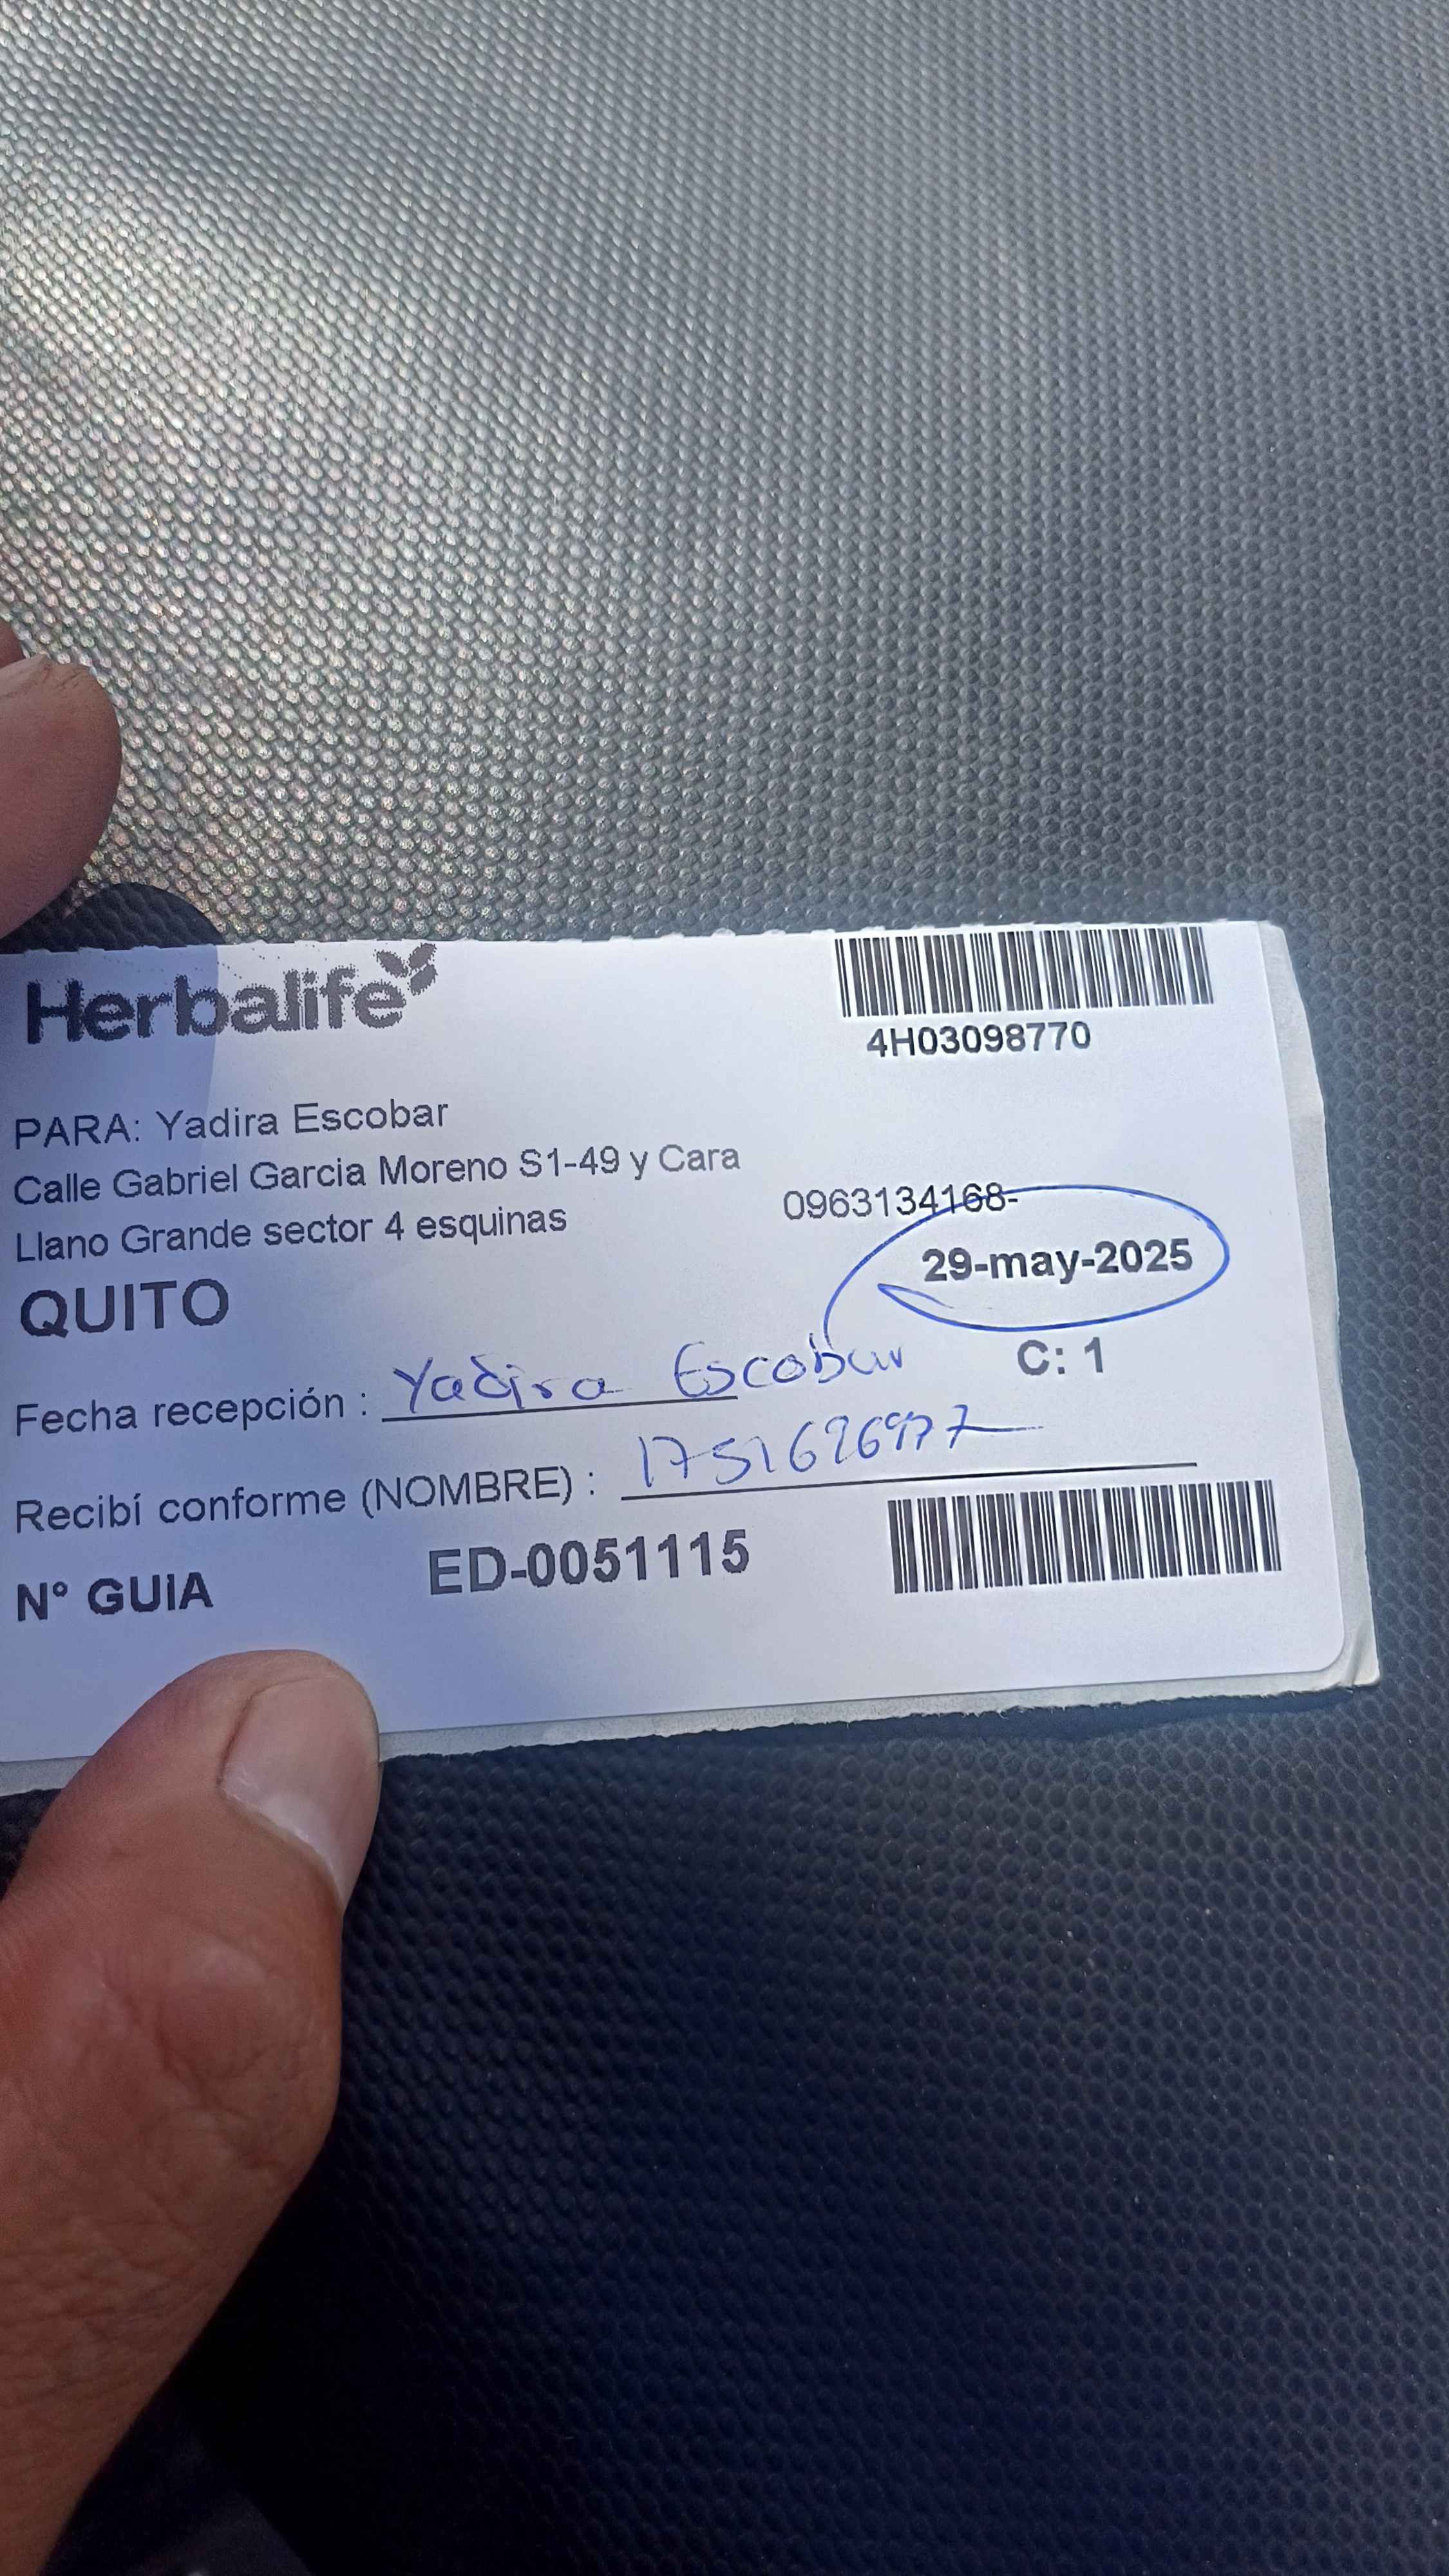 Herbalife
4H03098770
PARA: Yadira Escobar
Calle Gabriel Garcia Moreno S1-49 y Cara
Llano Grande sector 4 esquinas
0963134168-
29-may-2025
QUITO
C: 1
Fecha recepción : Yadira Escobar
Recibí conforme (NOMBRE) :
N° GUIA ED-0051115